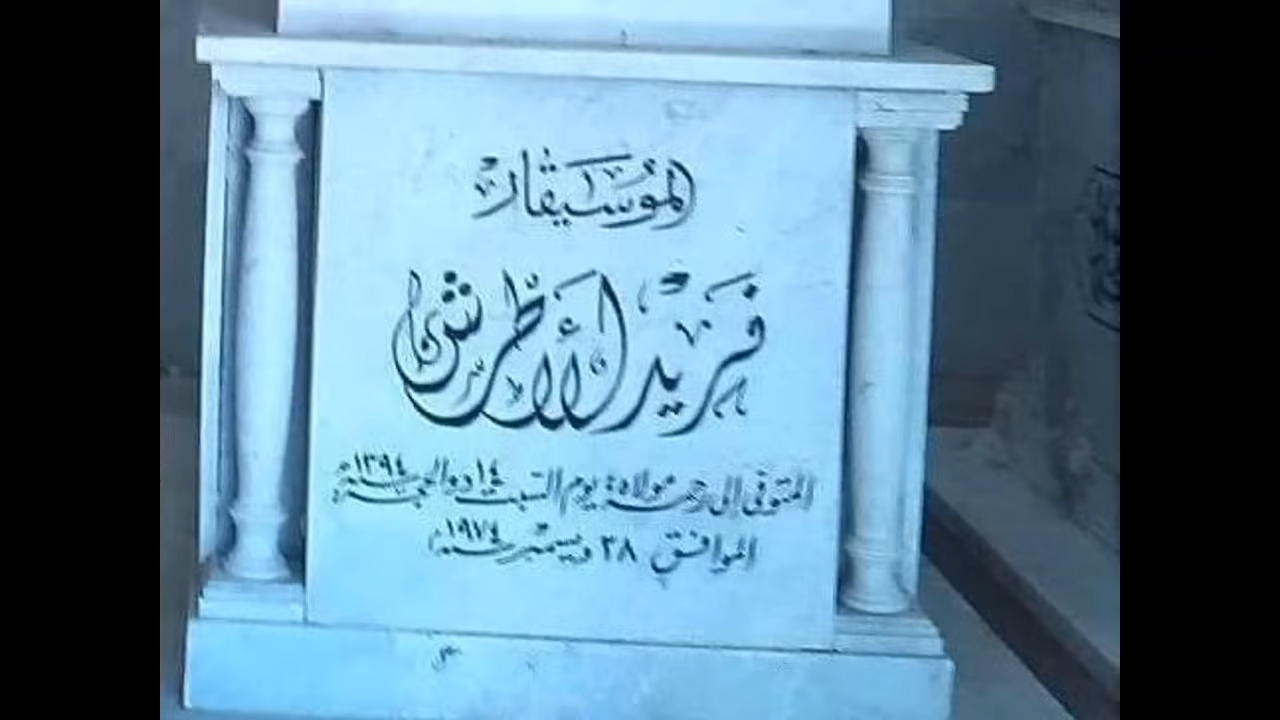 الموسيقار
فريد الأطرش
المتوفى إلى رحمة مولاه يوم السبت ١٤ ذو الحجة سنة ١٣٩٤
الموافق ٢٨ ديسمبر سنة ١٩٧٤